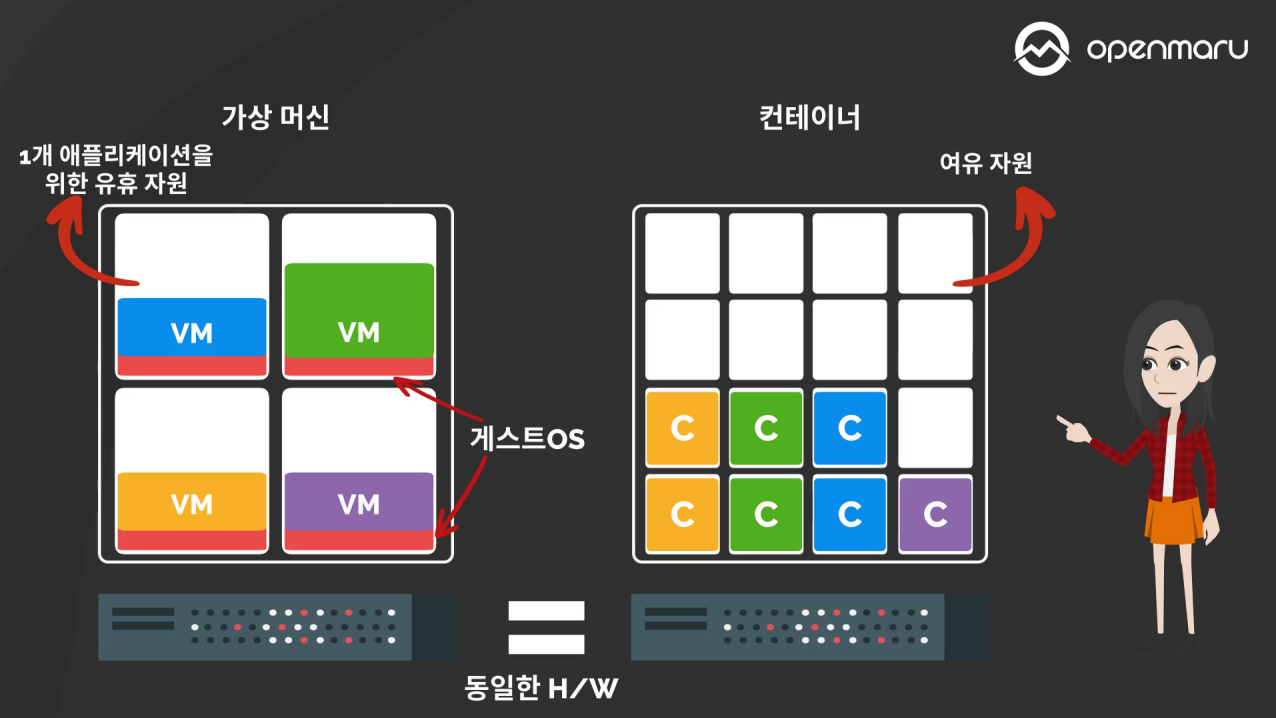 openmaru
가상 머신
컨테이너
1개 애플리케이션을
위한 유휴 자원
여유 자원
VM
VM
게스트OS
VM
VM
C
C
C
C
C
C
C
동일한 H/W